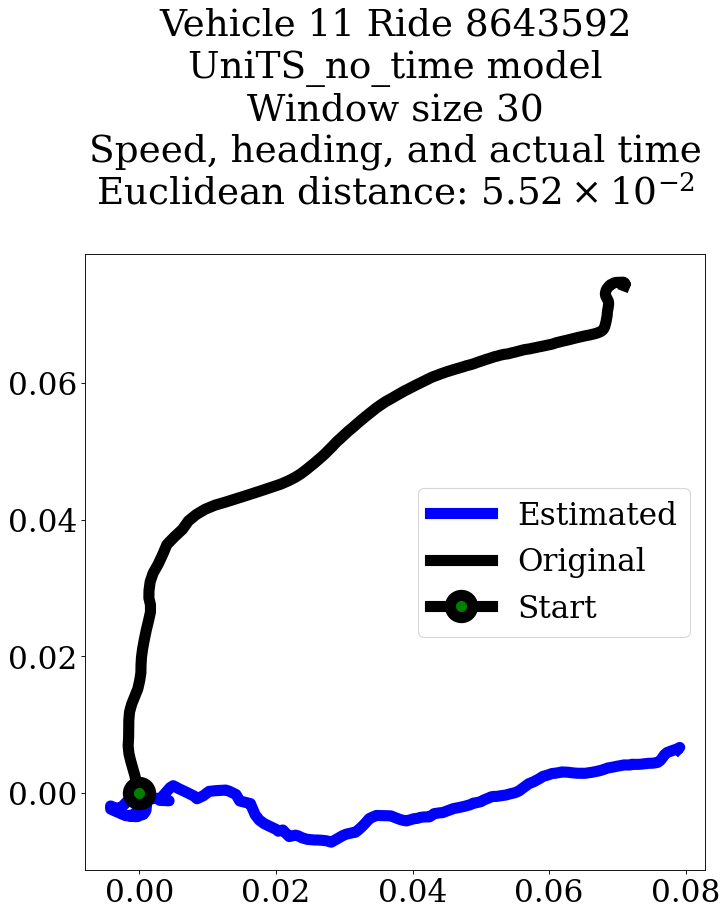 Vehicle 11 Ride 8643592
UniTS_no_time model
Window size 30
Speed, heading, and actual time
Euclidean distance: 5.52 × 10⁻²
0.06
0.04
0.02
0.00
Estimated
Original
Start
0.00 0.02 0.04 0.06 0.08